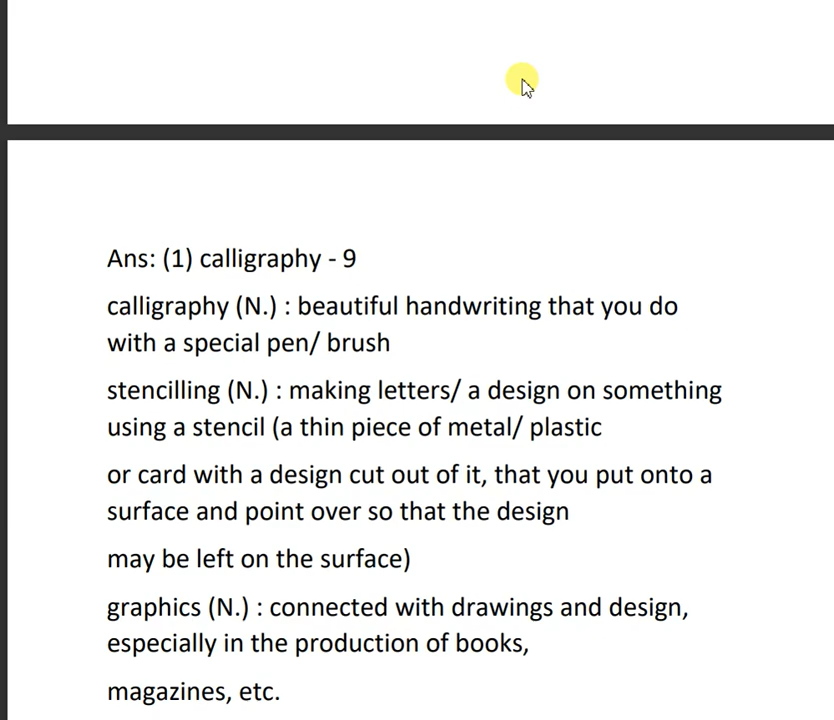 Ans: (1) calligraphy - 9
calligraphy (N.) : beautiful handwriting that you do
with a special pen/ brush
stencilling (N.) : making letters/ a design on something
using a stencil (a thin piece of metal/ plastic
or card with a design cut out of it, that you put onto a
surface and point over so that the design
may be left on the surface)
graphics (N.) : connected with drawings and design,
especially in the production of books,
magazines, etc.